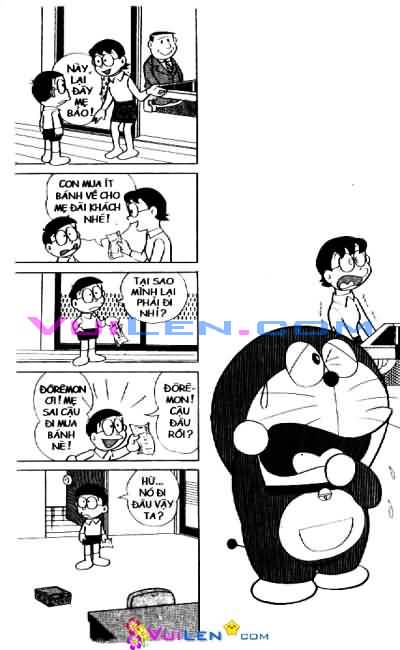 NÀY,
LẠI
ĐÂY
MẸ
BẢO!
CON MUA ÍT
BÁNH VỀ CHO
MẸ ĐÃI KHÁCH
NHÉ!
TẠI SAO
MÌNH LẠI
PHẢI ĐI
NHỈ?
ĐÔRÊMON
ƠI! MẸ
SAI CẬU
ĐI MUA
BÁNH
NÈ!
ĐÔRÊ-
MON!
CẬU
ĐÂU
RỒI?
HỪ...
NÓ ĐI
ĐÂU VẬY
TA?
VUILEN.COM
VUILEN.COM